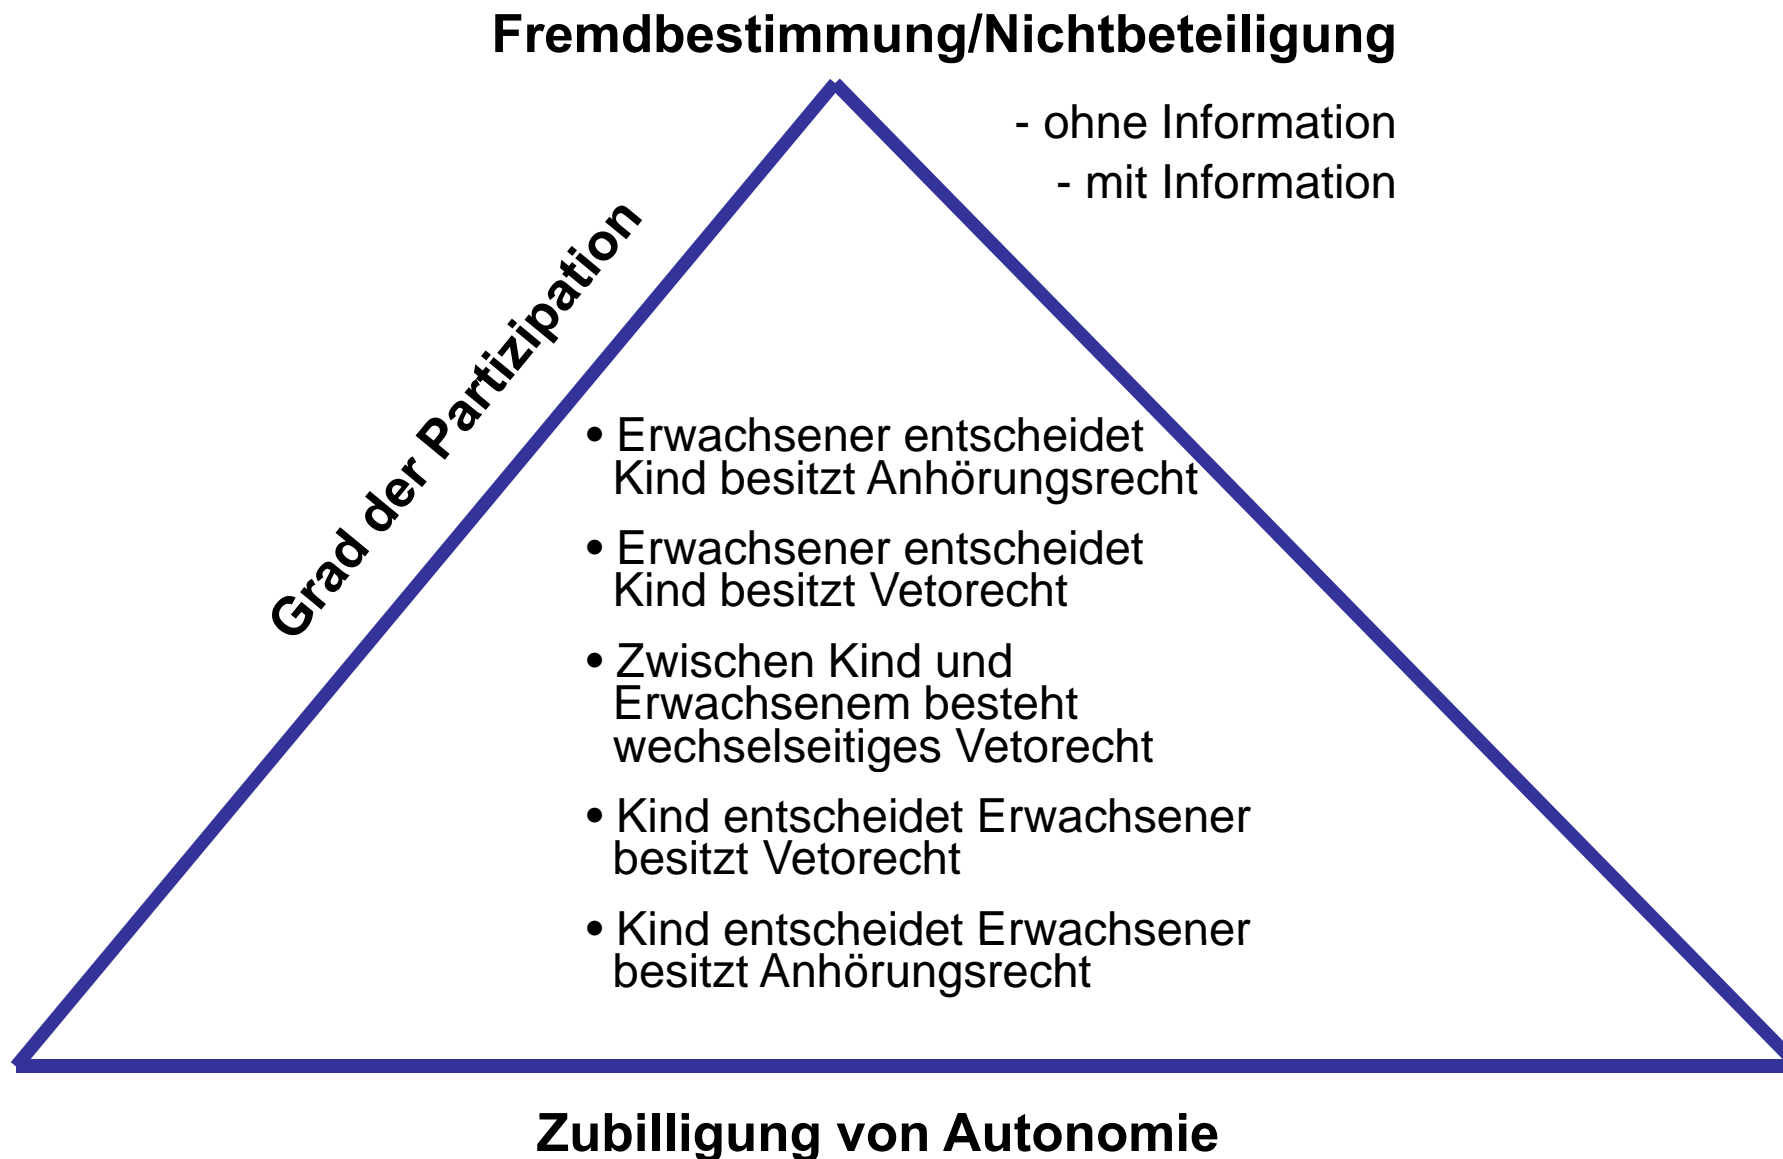 Fremdbestimmung/Nichtbeteiligung
- ohne Information
- mit Information
Grad der Partizipation
• Erwachsener entscheidet
Kind besitzt Anhörungsrecht
• Erwachsener entscheidet
Kind besitzt Vetorecht
• Zwischen Kind und
Erwachsenem besteht
wechselseitiges Vetorecht
• Kind entscheidet Erwachsener
besitzt Vetorecht
• Kind entscheidet Erwachsener
besitzt Anhörungsrecht
Zubilligung von Autonomie